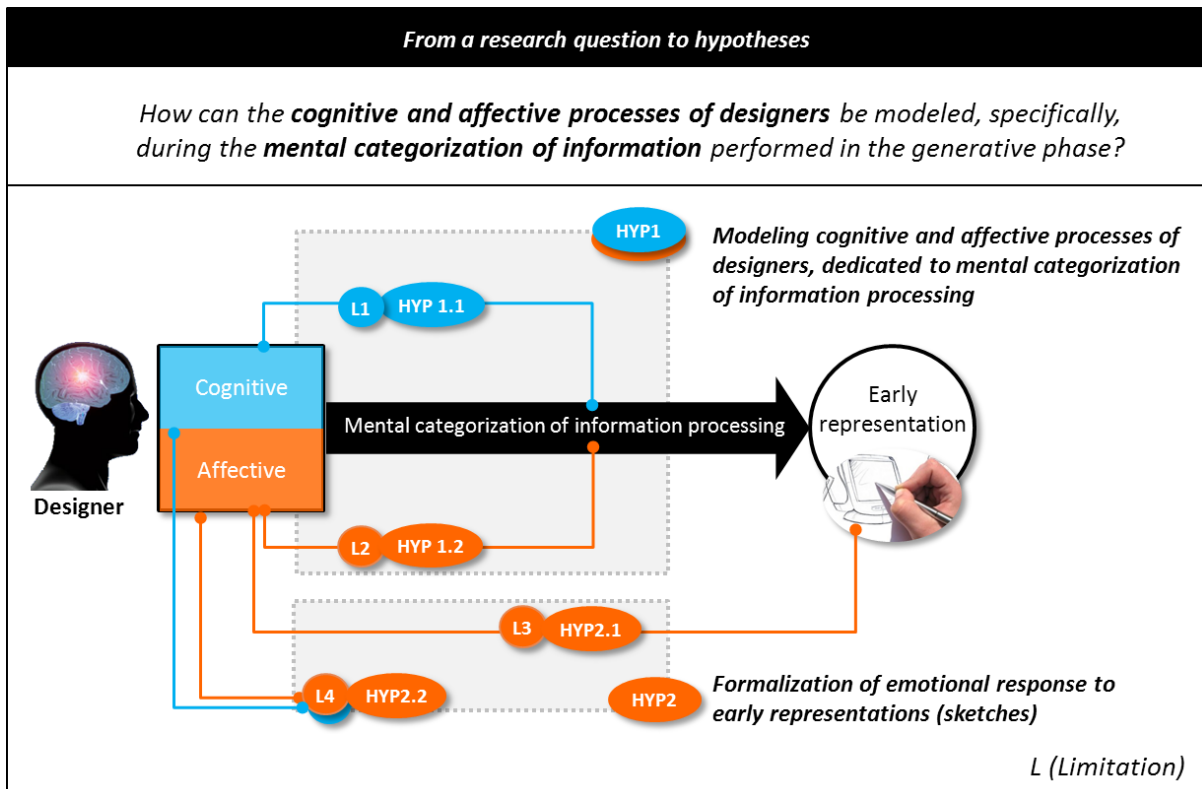 From a research question to hypotheses
How can the cognitive and affective processes of designers be modeled, specifically,
during the mental categorization of information performed in the generative phase?
HYP1
Modeling cognitive and affective processes of
designers, dedicated to mental categorization
of information processing
L1
HYP 1.1
Cognitive
Affective
Designer
Mental categorization of information processing
Early
representation
L2
HYP 1.2
L3
HYP2.1
L4
HYP2.2
HYP2
Formalization of emotional response to
early representations (sketches)
L (Limitation)